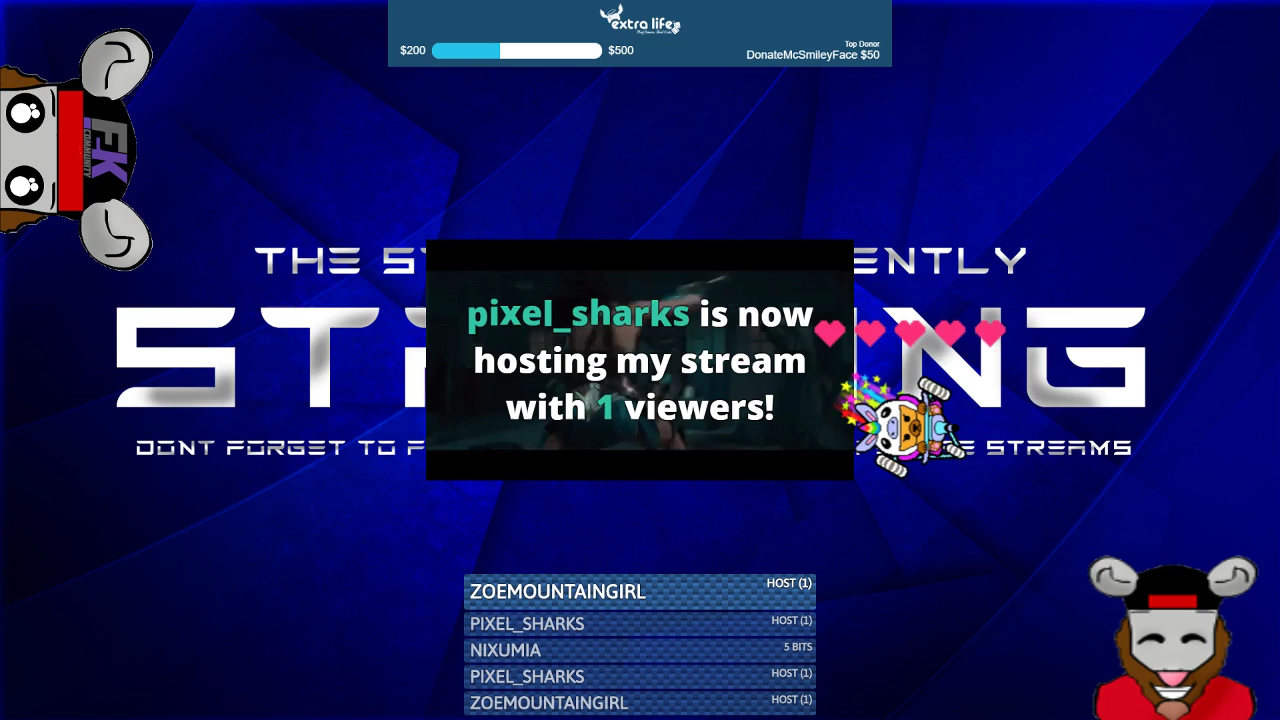 extra life
$200 $500
Top Donor
DonateMcSmileyFace $50
EK
COMMUNITY
THE ENTLY
pixel_sharks is now
hosting my stream
with 1 viewers!
NG
DONT FORGET TO STREAMS
ZOEMOUNTAINGIRL HOST (1)
PIXEL_SHARKS HOST (1)
NIXUMIA 5 BITS
PIXEL_SHARKS HOST (1)
ZOEMOUNTAINGIRL HOST (1)